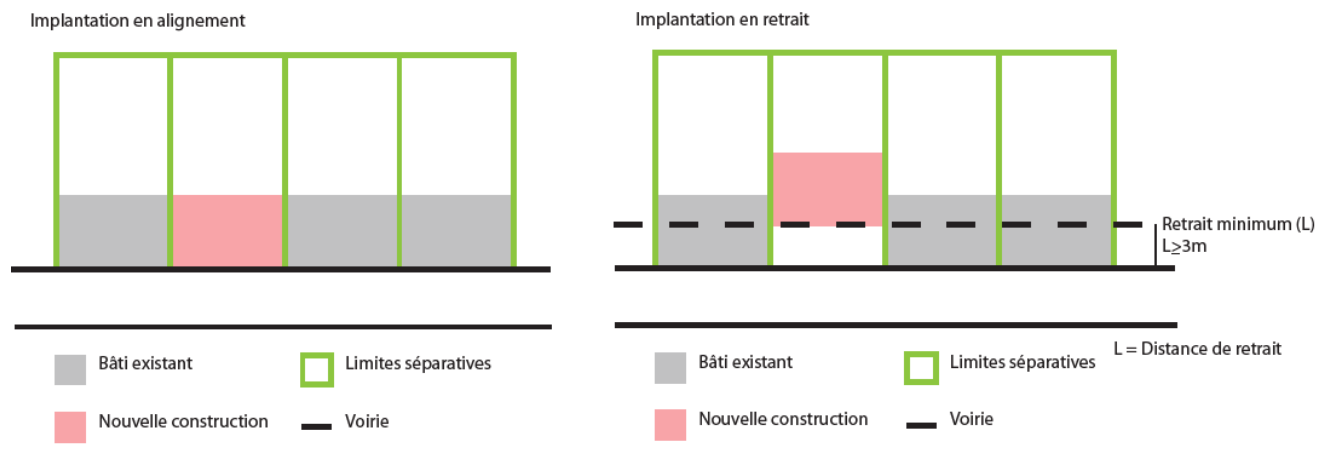 Implantation en alignement
Bâti existant
Limites séparatives
Nouvelle construction
Voirie
Implantation en retrait
Retrait minimum (L)
L≥3m
L = Distance de retrait
Bâti existant
Limites séparatives
Nouvelle construction
Voirie